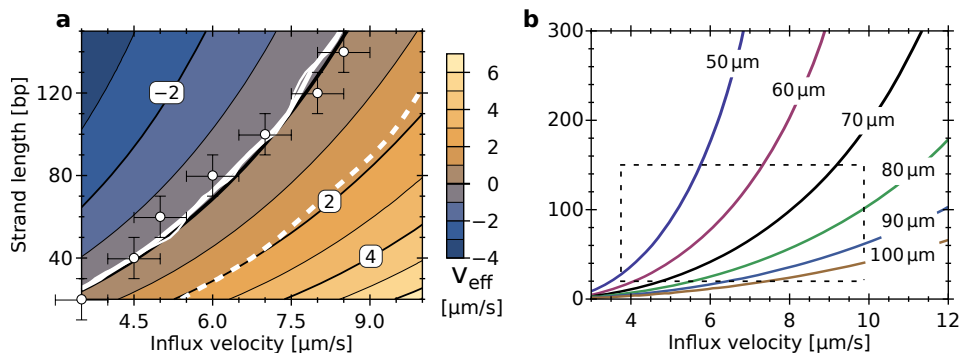 a
Strand length [bp]
120
80
40
4.5 6.0 7.5 9.0
Influx velocity [µm/s]
−2
2
4
6
4
2
0
−2
−4
V_eff
[µm/s]
b
300
200
100
0
4 6 8 10 12
Influx velocity [µm/s]
50 µm
60 µm
70 µm
80 µm
90 µm
100 µm